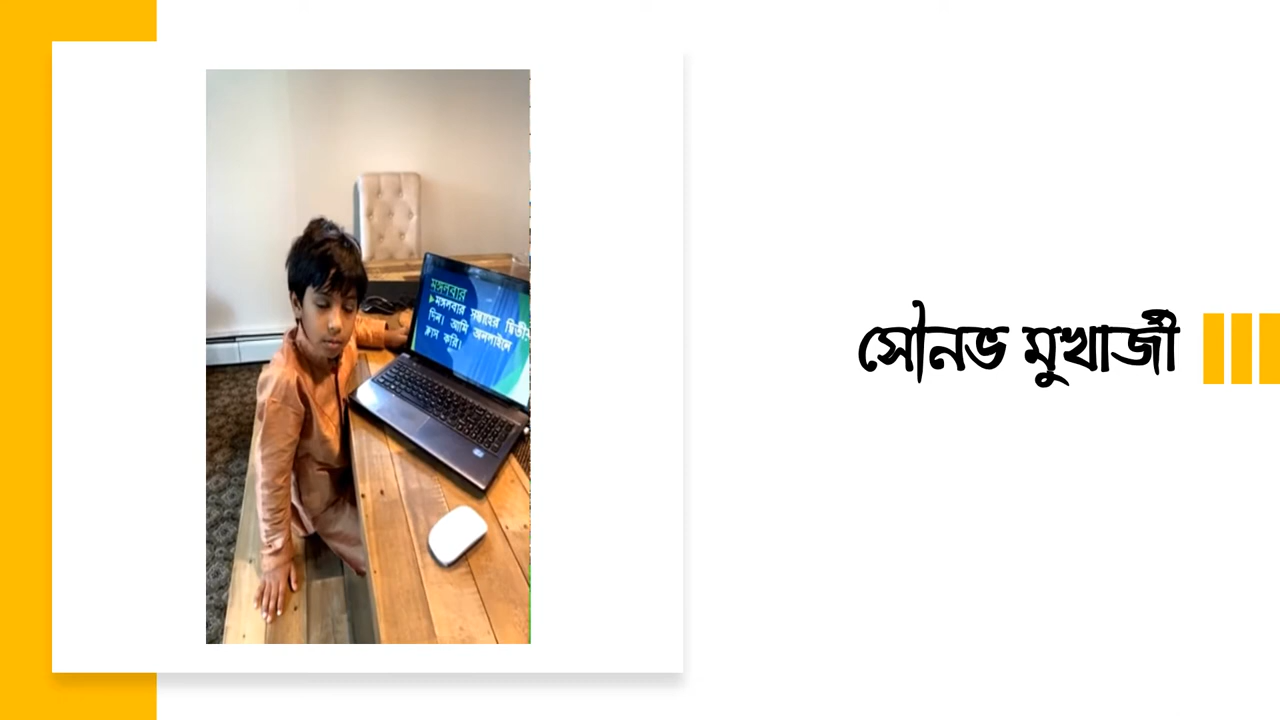 মঙ্গলবার
মঙ্গলবার সপ্তাহের দ্বিতীয়
দিন। আমি অনলাইনে
ক্লাস করি।
সৌনভ মুখার্জী